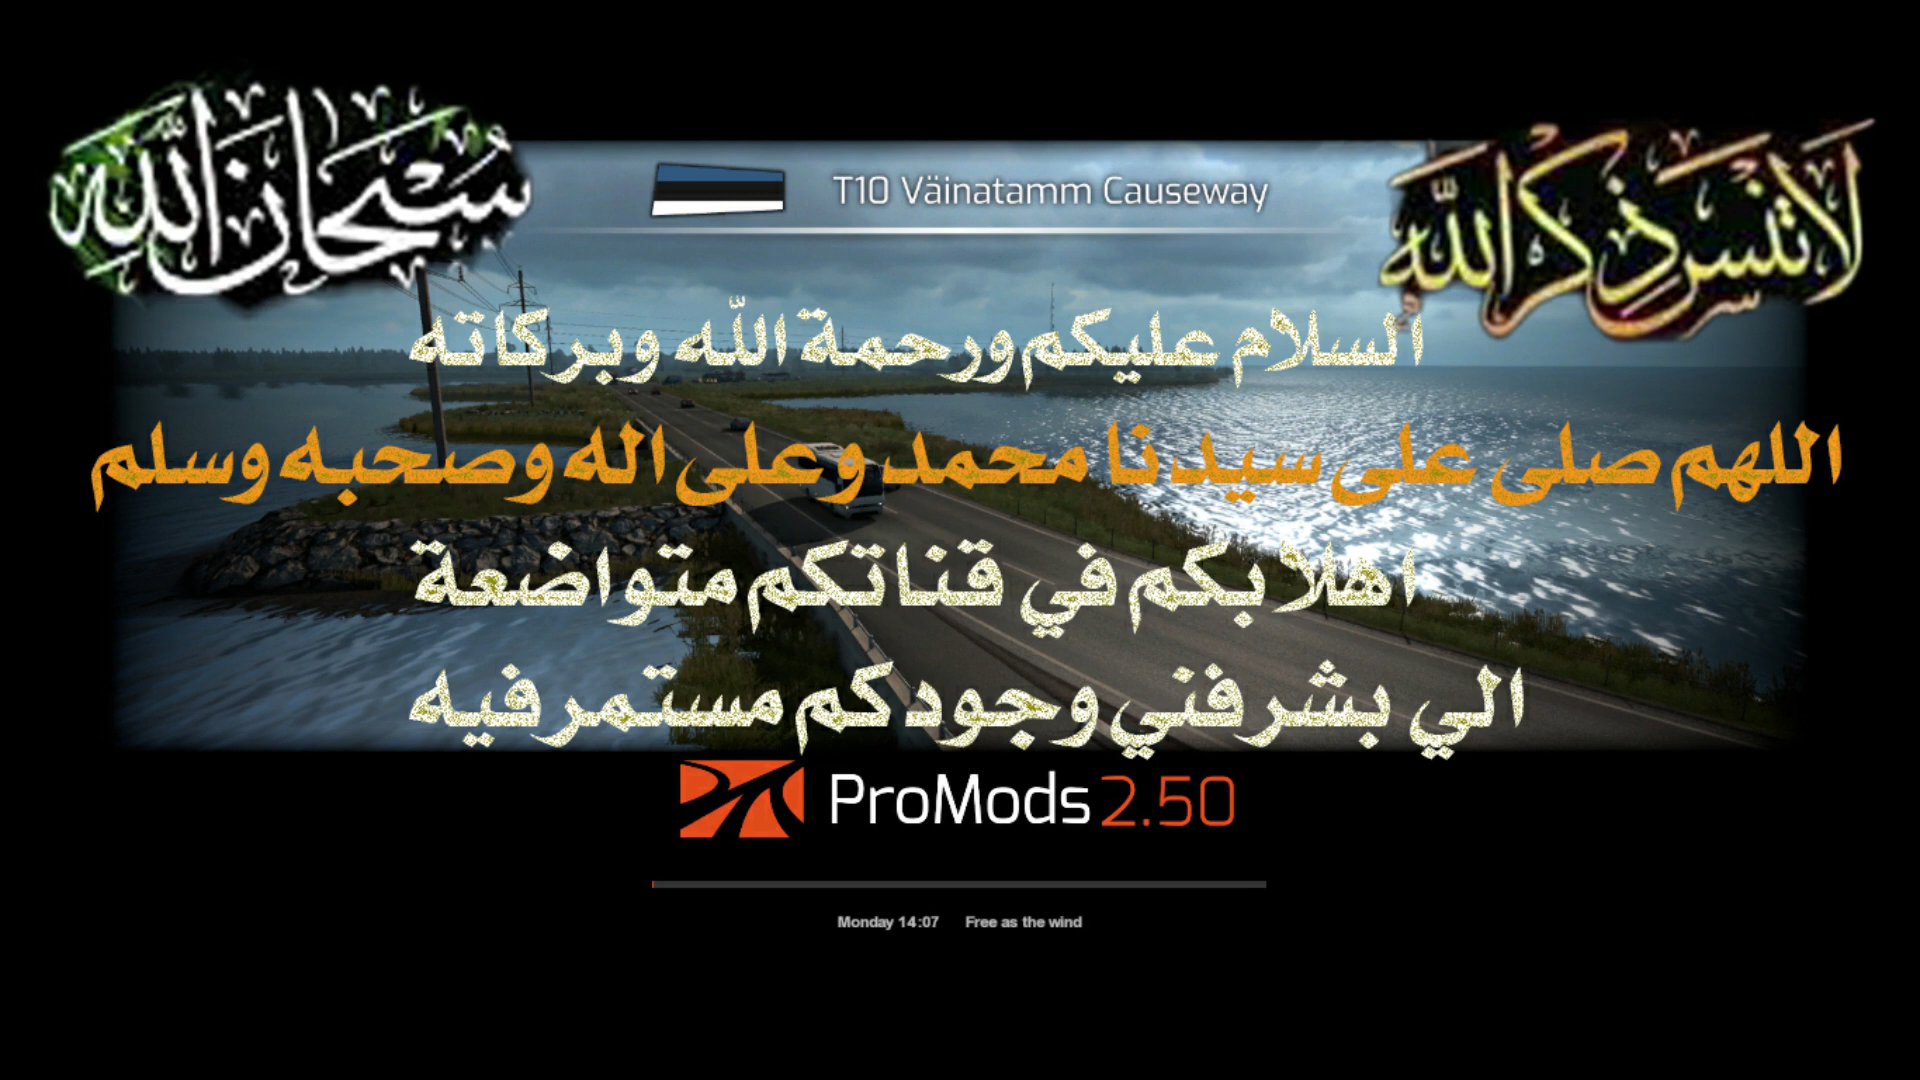 سُبْحَانَ اللَّه
لا تنس ذكر الله
T10 Väinatamm Causeway
السلام عليكم ورحمة الله وبركاته
اللهم صلى على سيدنا محمد وعلى اله وصحبه وسلم
اهلا بكم في قناتكم متواضعة
الي بشرفني وجودكم مستمر فيه
ProMods 2.50
Monday 14:07 Free as the wind